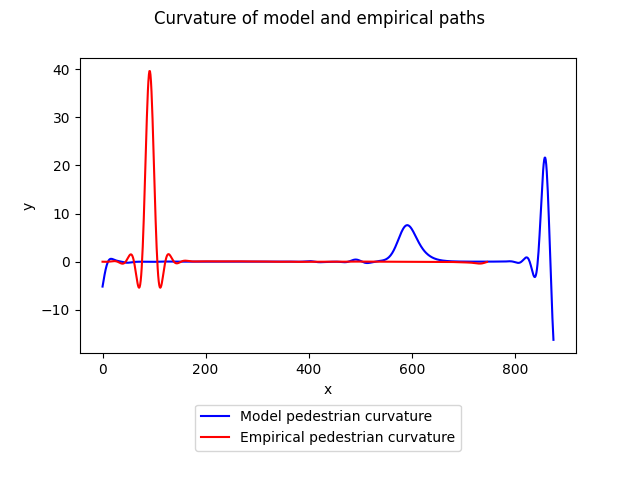 Curvature of model and empirical paths
40
30
20
10
0
−10
y
0 200 400 600 800
x
Model pedestrian curvature
Empirical pedestrian curvature